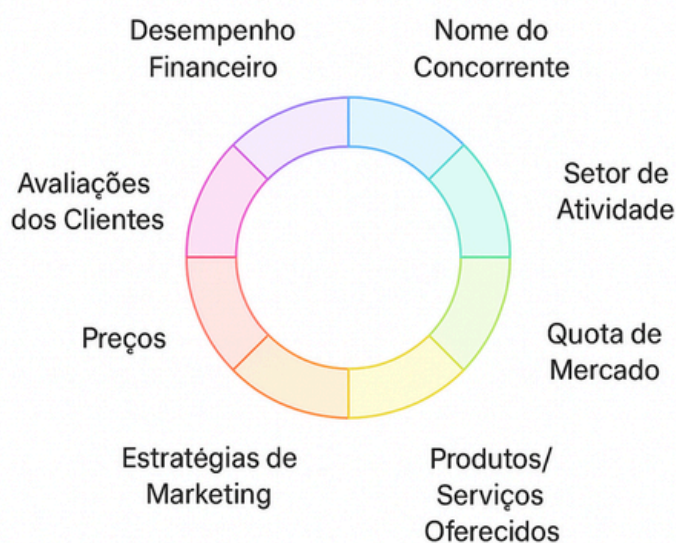 Desempenho
Financeiro
Nome do
Concorrente
Avaliações
dos Clientes
Setor de
Atividade
Preços
Quota de
Mercado
Estratégias de
Marketing
Produtos/
Serviços
Oferecidos